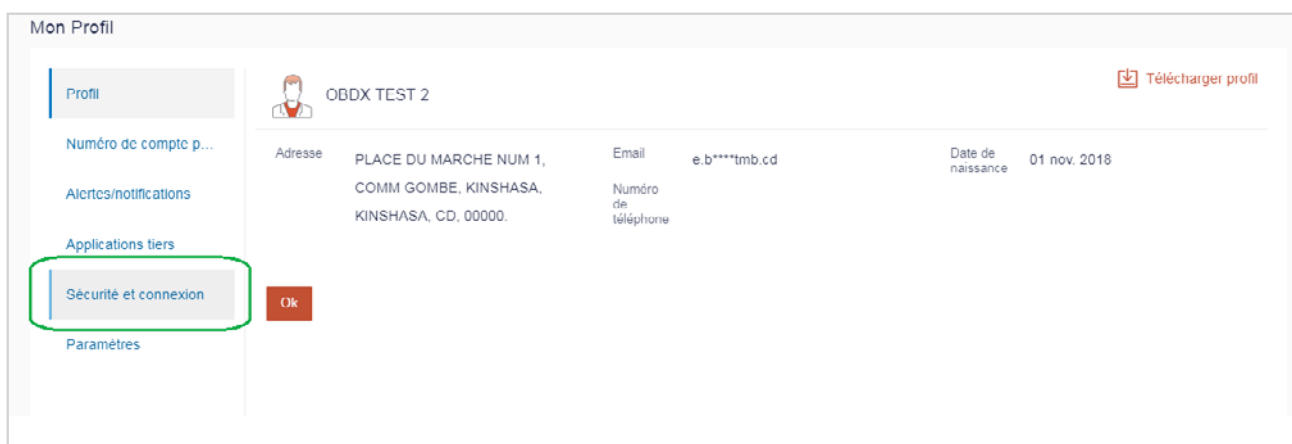 Mon Profil
Profil
Numéro de compte p...
Alertes/notifications
Applications tiers
Sécurité et connexion
Paramètres
OBDX TEST 2
Télécharger profil
Adresse
PLACE DU MARCHE NUM 1,
COMM GOMBE, KINSHASA,
KINSHASA, CD, 00000.
Email
e.b****tmb.cd
Numéro
de
téléphone
Date de
naissance
01 nov. 2018
Ok